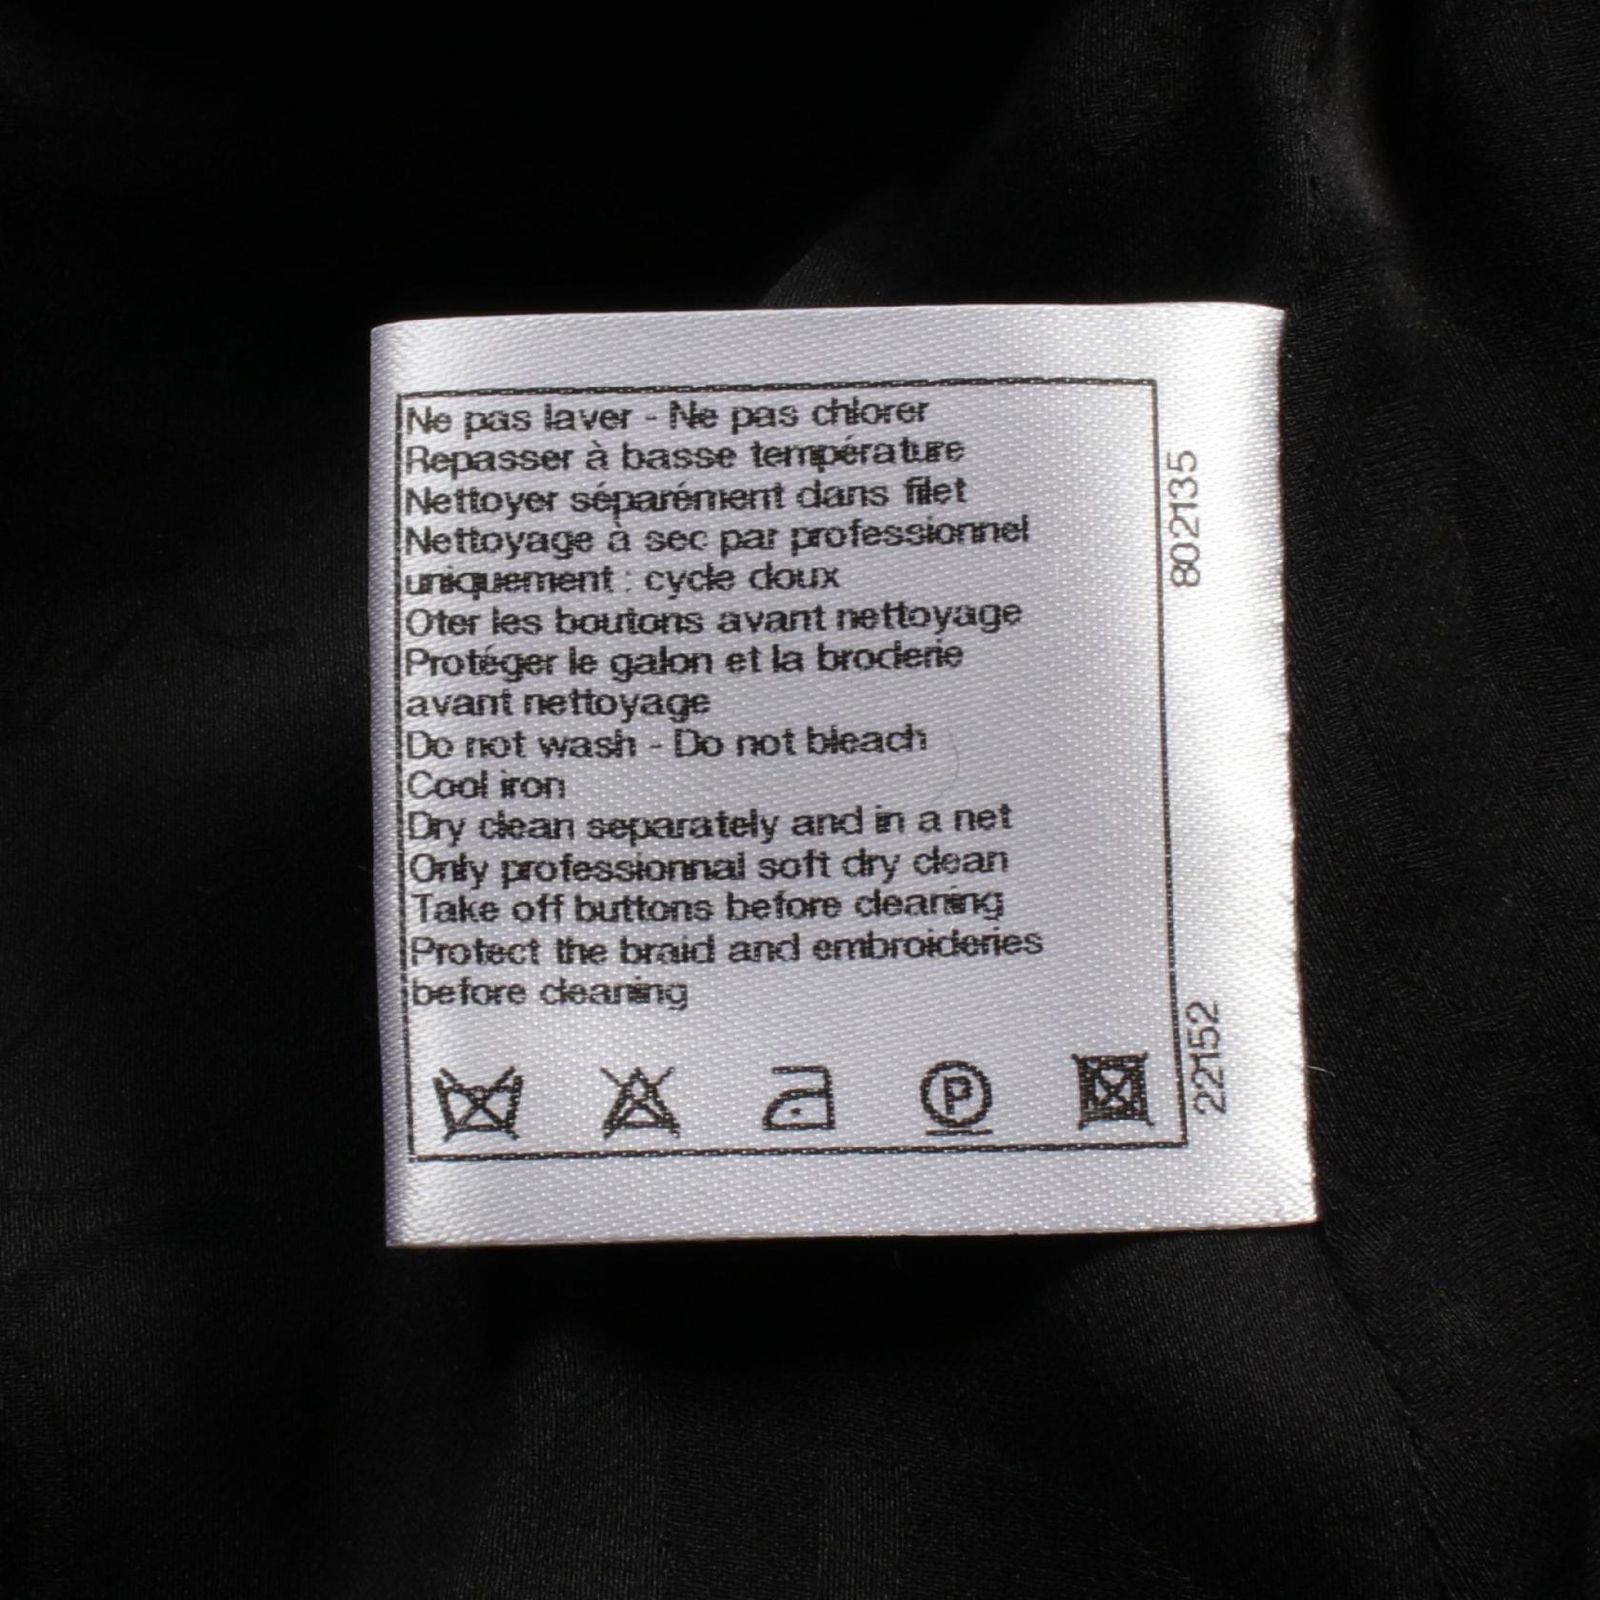 Ne pas laver - Ne pas chlorer
Repasser à basse température
Nettoyer séparément dans filet
Nettoyage à sec par professionnel
uniquement : cycle doux
Oter les boutons avant nettoyage
Protéger le galon et la broderie
avant nettoyage
Do not wash - Do not bleach
Cool iron
Dry clean separately and in a net
Only professionnal soft dry clean
Take off buttons before cleaning
Protect the braid and embroideries
before cleaning
P
802135
22152